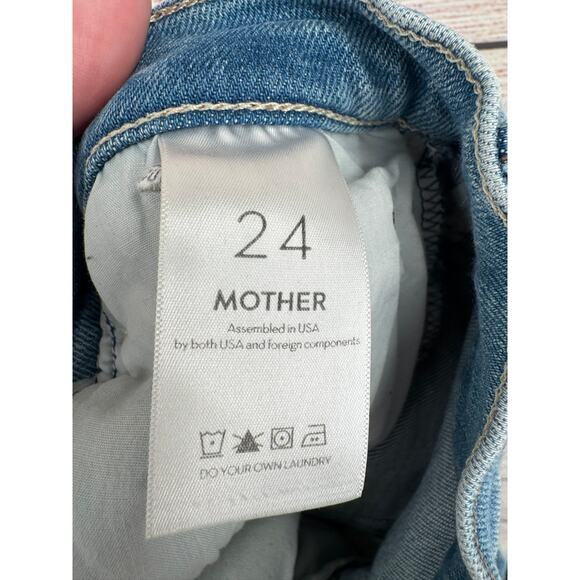 24
MOTHER
Assembled in USA
by both USA and foreign components
DO YOUR OWN LAUNDRY